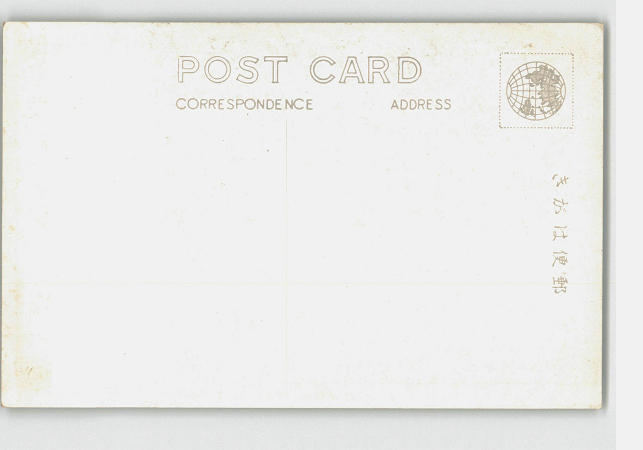 POST CARD
CORRESPONDENCE ADDRESS
きがは便郵